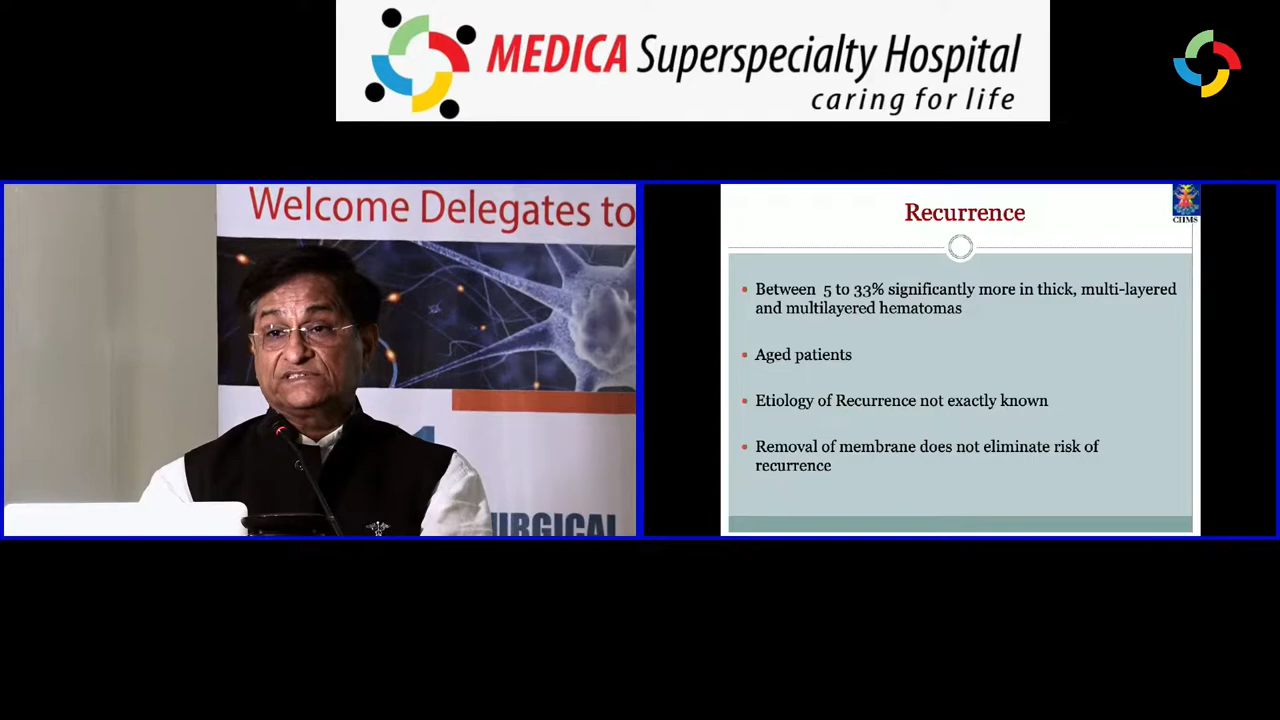 MEDICA Superspecialty Hospital
caring for life
Welcome Delegates to
Recurrence
CIIMS
• Between 5 to 33% significantly more in thick, multi-layered
and multilayered hematomas
• Aged patients
• Etiology of Recurrence not exactly known
• Removal of membrane does not eliminate risk of
recurrence